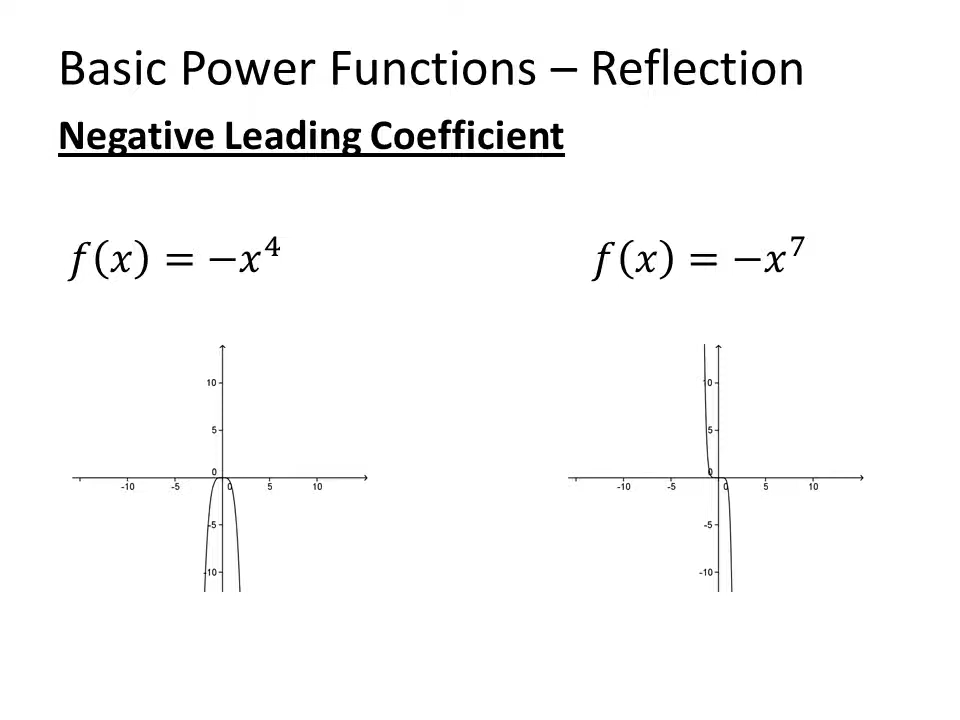 Basic Power Functions – Reflection
Negative Leading Coefficient
f(x) = −x⁴
f(x) = −x⁷
10
5
0
-10 -5 0 5 10
-5
-10
10
5
0
-10 -5 0 5 10
-5
-10